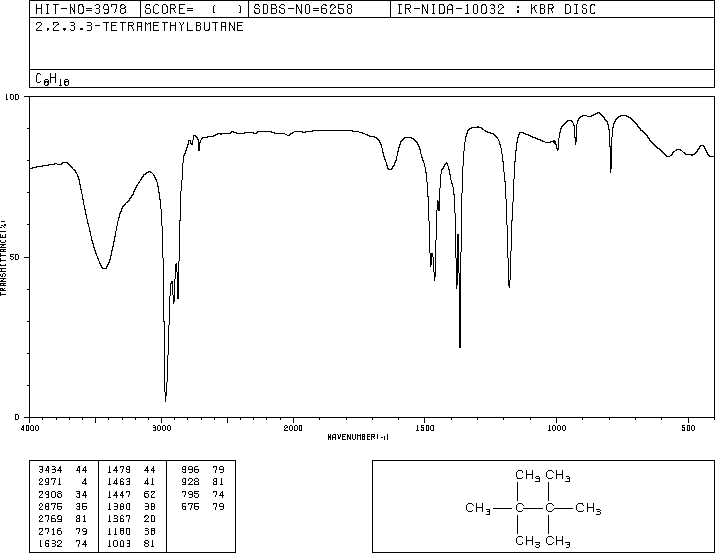 HIT-NO=3978 SCORE= ( ) SDBS-NO=6258 IR-NIDA-10032 : KBR DISC
2,2,3,3-TETRAMETHYLBUTANE
C8H18
100
50
0
TRANSMITTANCE(%)
4000 3000 2000 1500 1000 500
WAVENUMBER(-1)
3434 44 1479 44 996 79
2971 4 1463 41 928 81
2908 34 1447 62 795 74
2875 35 1380 38 575 79
2769 81 1367 20
2716 79 1180 38
1632 74 1003 81
CH3 CH3
CH3 C C CH3
CH3 CH3